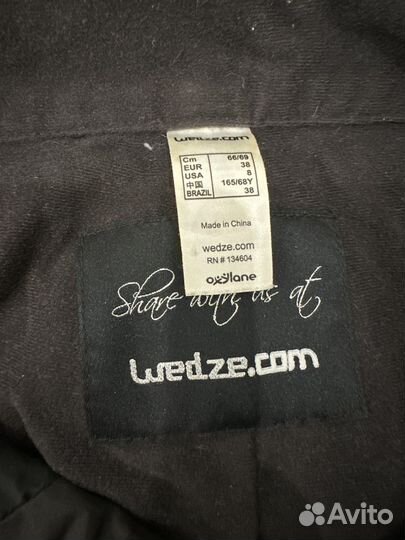 wedze.com
Cm 66/69
EUR 38
USA 8
中国 165/68Y
BRAZIL 38
Made in China
wedze.com
RN # 134604
oxylane
Share with us at
wedze.com
Avito